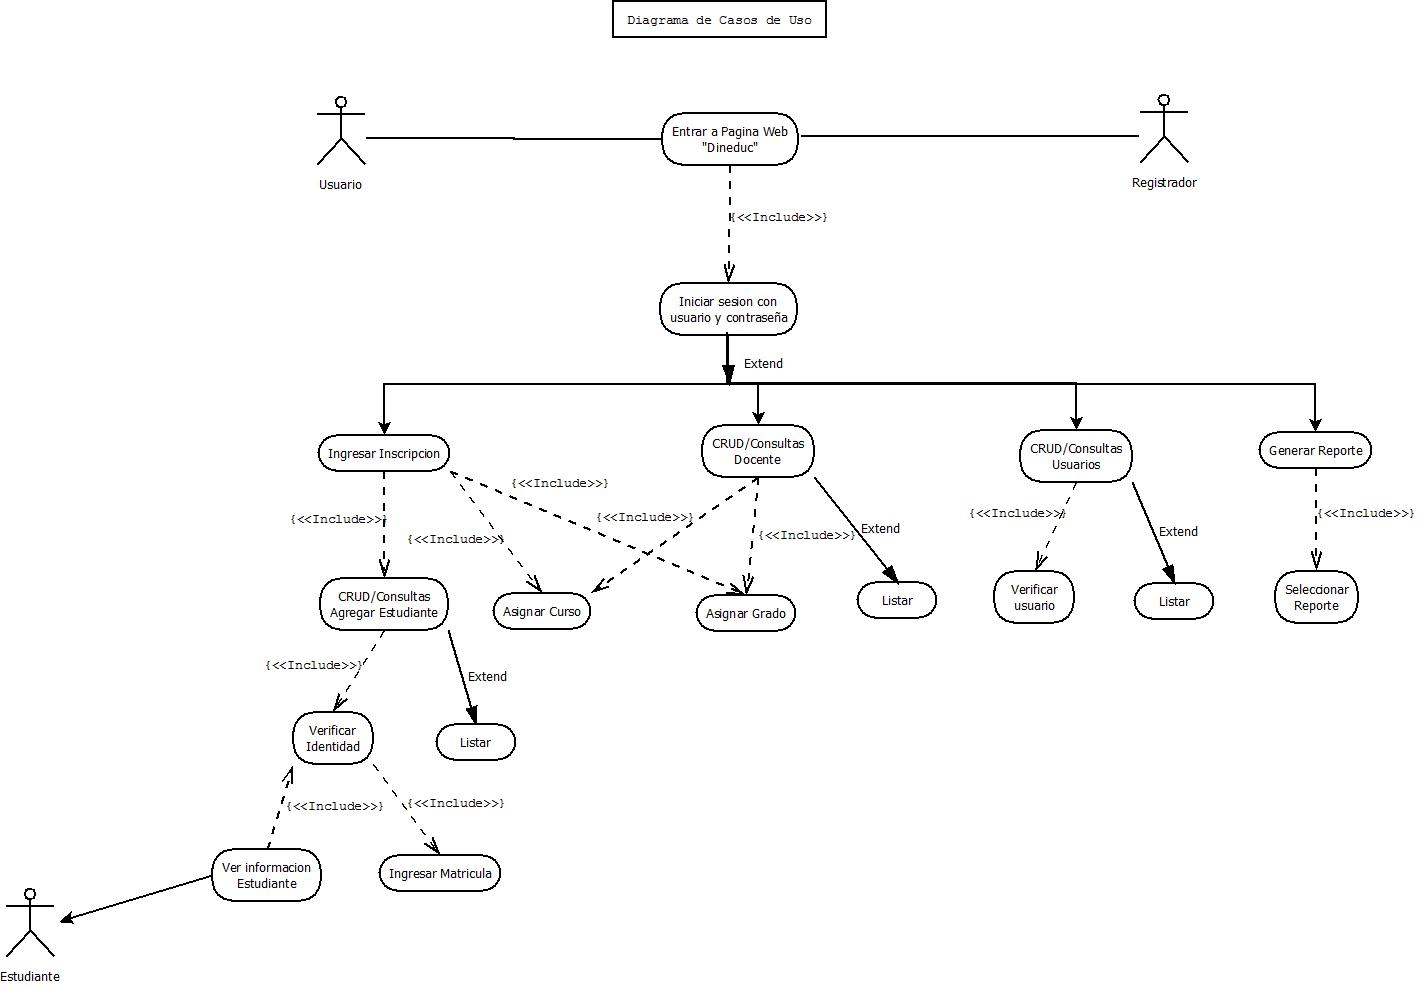 Diagrama de Casos de Uso
Entrar a Pagina Web
"Dineduc"
Usuario
Registrador
{<<Include>>}
Iniciar sesion con
usuario y contraseña
Extend
Ingresar Inscripcion
CRUD/Consultas
Docente
CRUD/Consultas
Usuarios
Generar Reporte
{<<Include>>}
{<<Include>>}
{<<Include>>}
{<<Include>>}
{<<Include>>}
Extend
{<<Include>>}
Extend
{<<Include>>}
CRUD/Consultas
Agregar Estudiante
Asignar Curso
Asignar Grado
Listar
Verificar
usuario
Listar
Seleccionar
Reporte
{<<Include>>}
Extend
Verificar
Identidad
Listar
{<<Include>>}
{<<Include>>}
Ver informacion
Estudiante
Ingresar Matricula
Estudiante